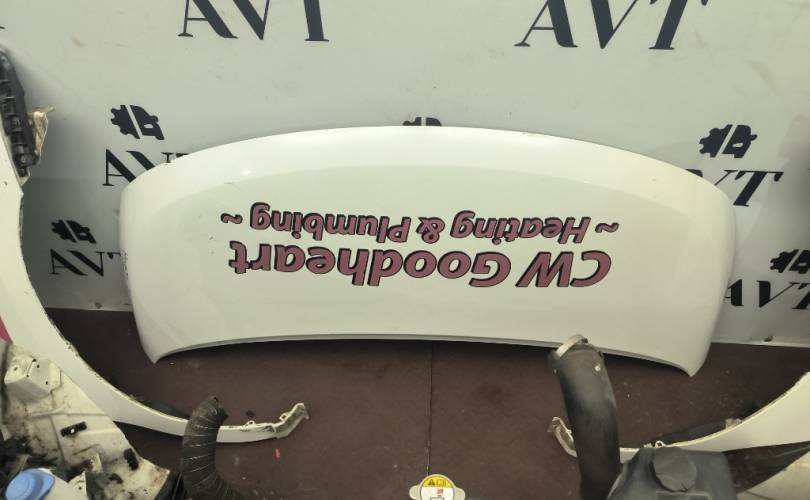 AVT AVT
AVT AVT
AVT AVT
CW Goodheart
~ Heating & Plumbing ~